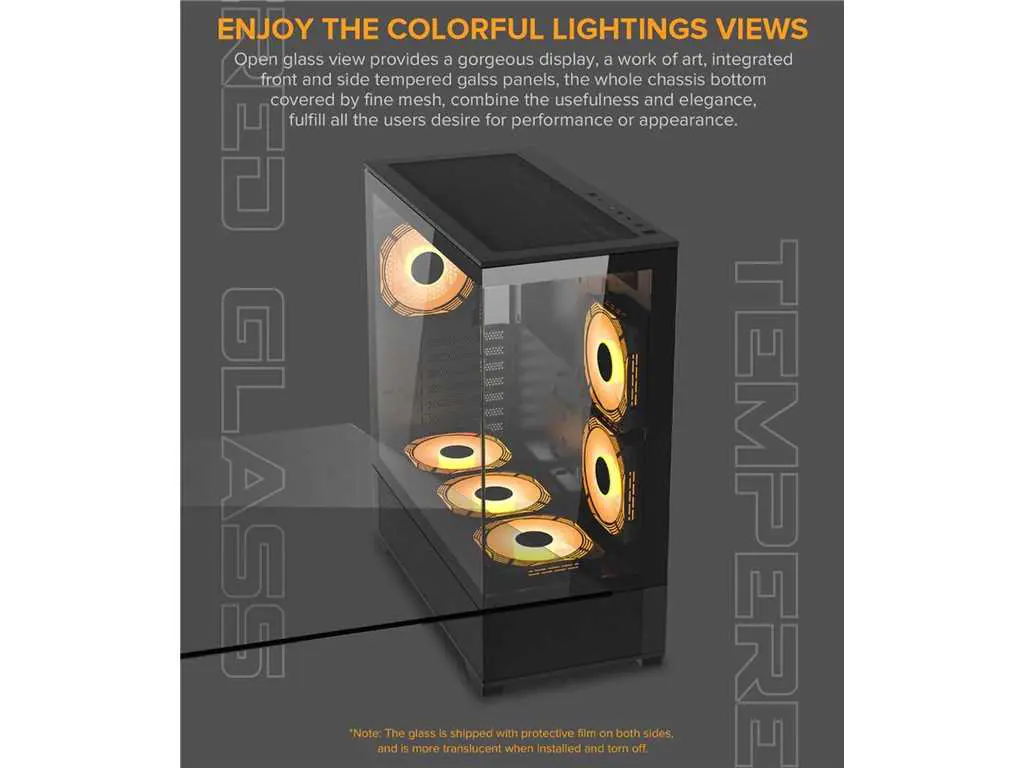 ENJOY THE COLORFUL LIGHTINGS VIEWS
Open glass view provides a gorgeous display, a work of art, integrated
front and side tempered galss panels, the whole chassis bottom
covered by fine mesh, combine the usefulness and elegance,
fulfill all the users desire for performance or appearance.
RED GLASS
TEMPERE
*Note: The glass is shipped with protective film on both sides,
and is more translucent when installed and torn off.